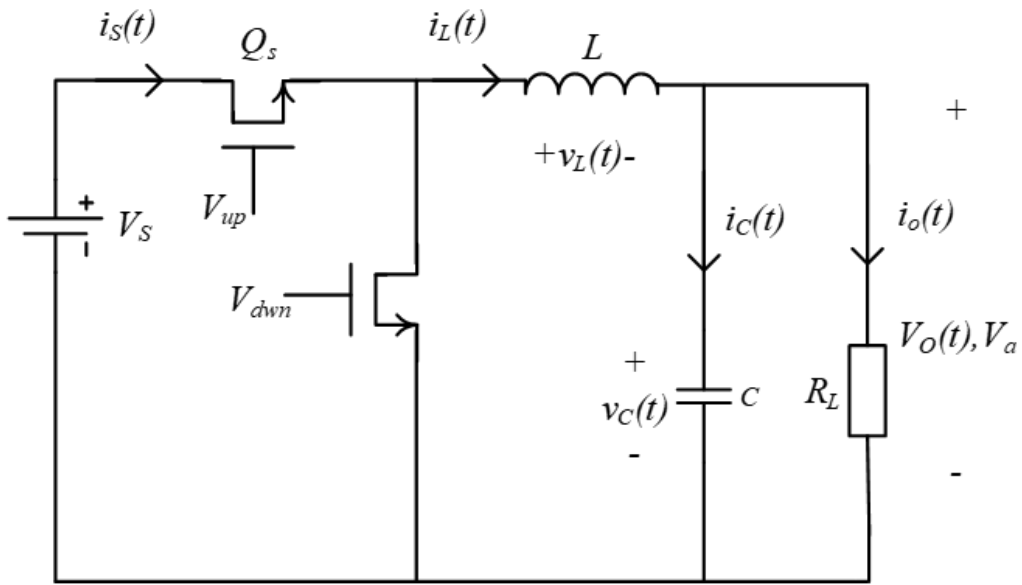 i_S(t)
Q_s
i_L(t)
L
+
+v_L(t)-
V_up
+
V_S
-
i_C(t)
i_o(t)
V_dwn
V_O(t),V_a
+
R_L
C
v_C(t)
-
-